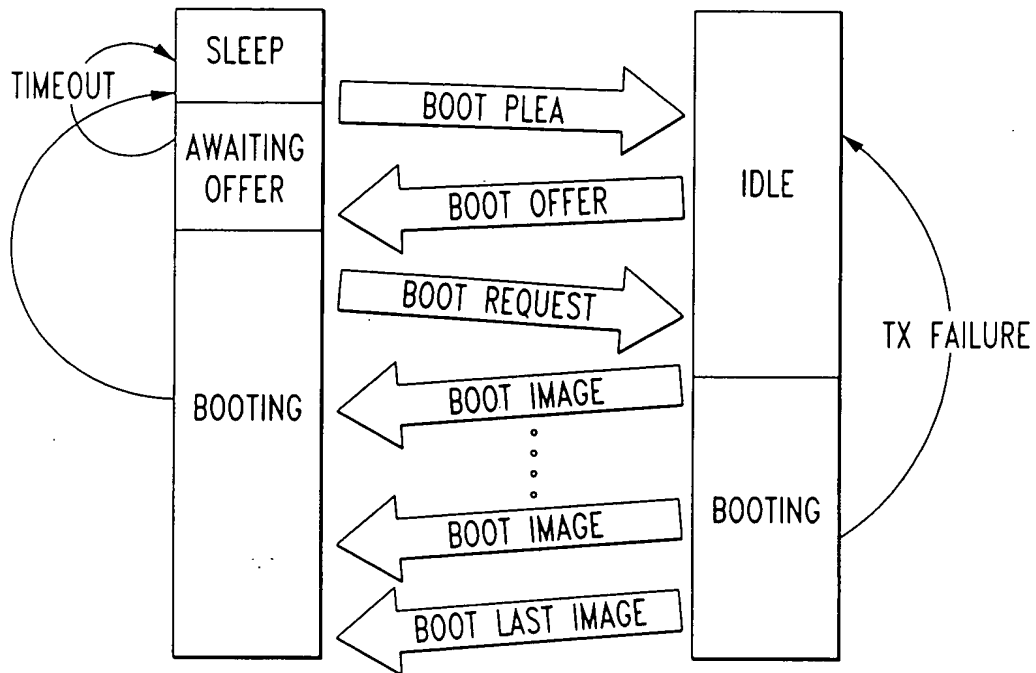 SLEEP
TIMEOUT
BOOT PLEA
AWAITING
OFFER
IDLE
BOOT OFFER
BOOT REQUEST
TX FAILURE
BOOTING
BOOT IMAGE
BOOT IMAGE
BOOTING
BOOT LAST IMAGE